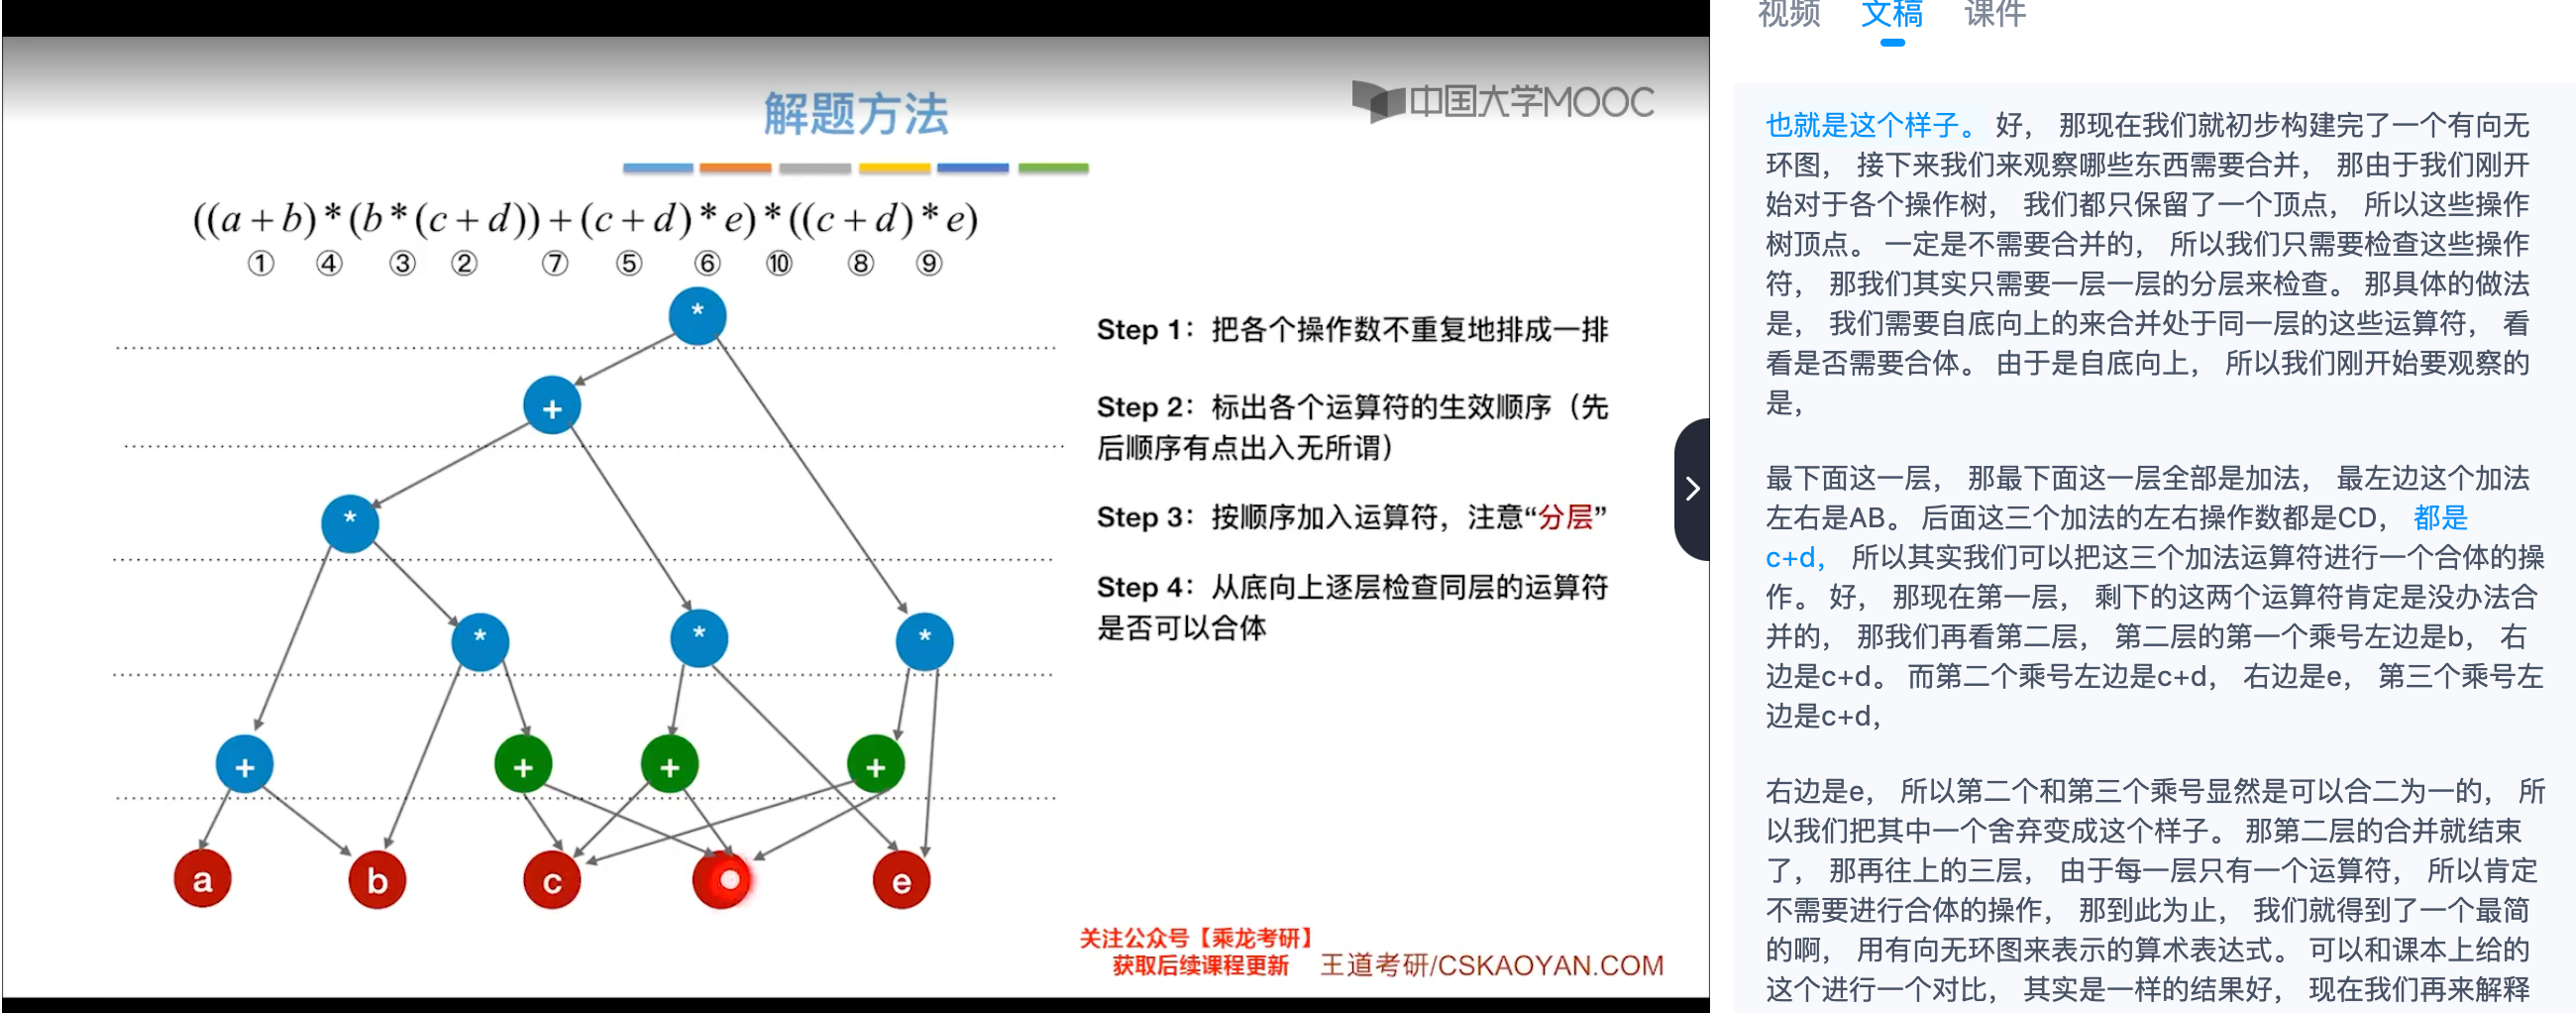 解题方法
中国大学MOOC
((a+b)*(b*(c+d))+(c+d)*e)*((c+d)*e)
① ④ ③ ② ⑦ ⑤ ⑥ ⑩ ⑧ ⑨
*
+
*
* * *
+ + + +
a b c e
Step 1：把各个操作数不重复地排成一排
Step 2：标出各个运算符的生效顺序（先
后顺序有点出入无所谓）
Step 3：按顺序加入运算符，注意“分层”
Step 4：从底向上逐层检查同层的运算符
是否可以合体
关注公众号【乘龙考研】
获取后续课程更新
王道考研/CSKAOYAN.COM
视频 文稿 课件
也就是这个样子。 好， 那现在我们就初步构建完了一个有向无
环图， 接下来我们来观察哪些东西需要合并， 那由于我们刚开
始对于各个操作树， 我们都只保留了一个顶点， 所以这些操作
树顶点。 一定是不需要合并的， 所以我们只需要检查这些操作
符， 那我们其实只需要一层一层的分层来检查。 那具体的做法
是， 我们需要自底向上的来合并处于同一层的这些运算符， 看
看是否需要合体。 由于是自底向上， 所以我们刚开始要观察的
是，
最下面这一层， 那最下面这一层全部是加法， 最左边这个加法
左右是AB。 后面这三个加法的左右操作数都是CD， 都是
c+d， 所以其实我们可以把这三个加法运算符进行一个合体的操
作。 好， 那现在第一层， 剩下的这两个运算符肯定是没办法合
并的， 那我们再看第二层， 第二层的第一个乘号左边是b， 右
边是c+d。 而第二个乘号左边是c+d， 右边是e， 第三个乘号左
边是c+d，
右边是e， 所以第二个和第三个乘号显然是可以合二为一的， 所
以我们把其中一个舍弃变成这个样子。 那第二层的合并就结束
了， 那再往上的三层， 由于每一层只有一个运算符， 所以肯定
不需要进行合体的操作， 那到此为止， 我们就得到了一个最简
的啊， 用有向无环图来表示的算术表达式。 可以和课本上给的
这个进行一个对比， 其实是一样的结果好， 现在我们再来解释